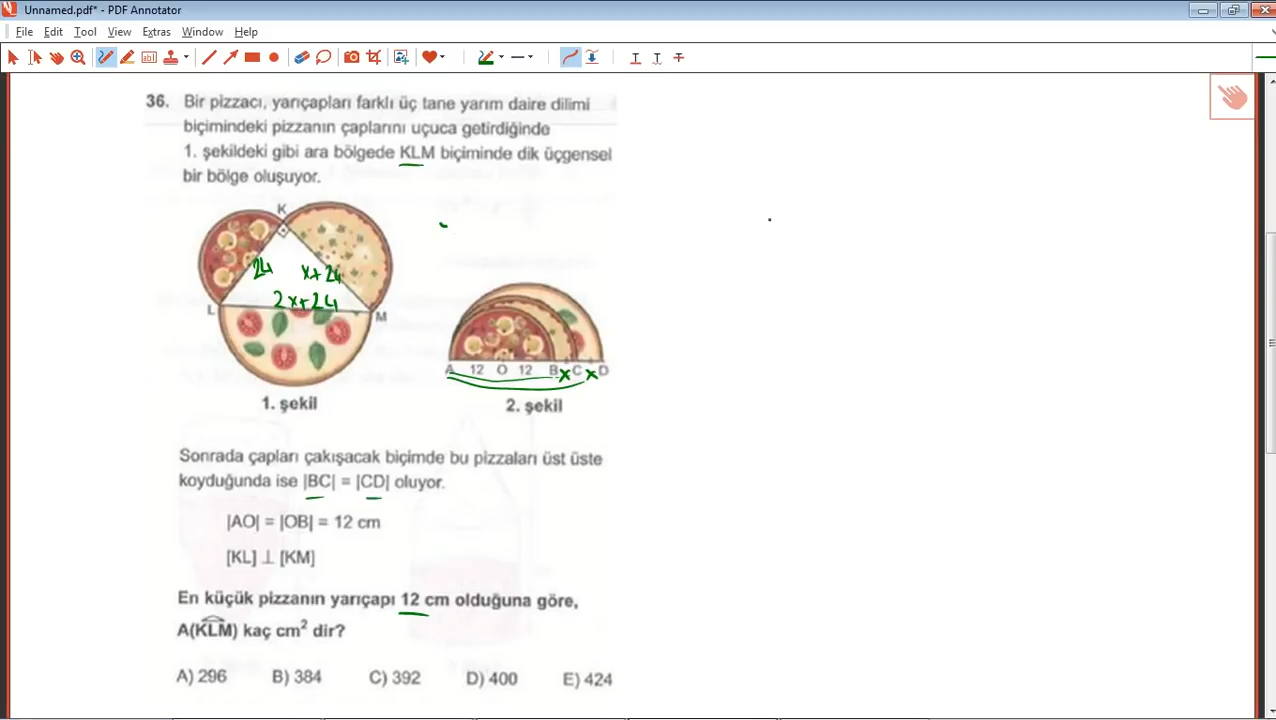 Unnamed.pdf* - PDF Annotator
File Edit Tool View Extras Window Help
36. Bir pizzacı, yarıçapları farklı üç tane yarım daire dilimi
biçimindeki pizzanın çaplarını uçuca getirdiğinde
1. şekildeki gibi ara bölgede KLM biçiminde dik üçgensel
bir bölge oluşuyor.
K
24 x+24
2x+24
L M
A 12 O 12 B x C x D
1. şekil 2. şekil
Sonrada çapları çakışacak biçimde bu pizzaları üst üste
koyduğunda ise |BC| = |CD| oluyor.
|AO| = |OB| = 12 cm
[KL] ⊥ [KM]
En küçük pizzanın yarıçapı 12 cm olduğuna göre,
A(KLM) kaç cm² dir?
A) 296 B) 384 C) 392 D) 400 E) 424